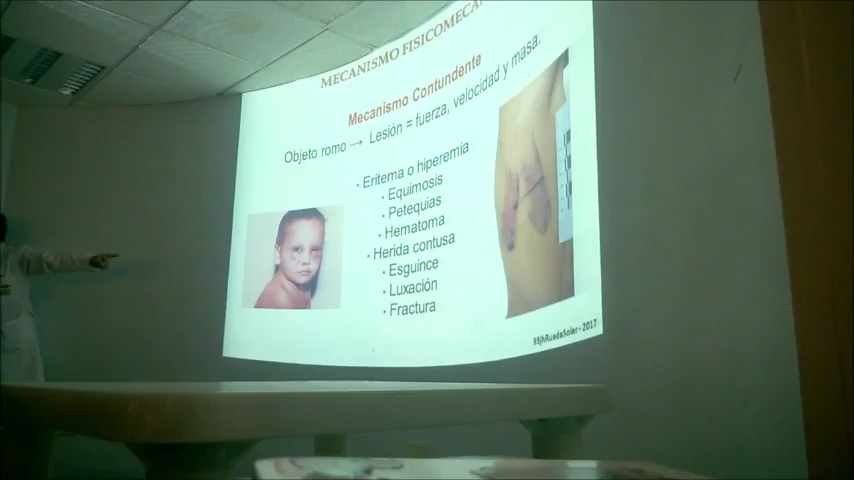 MECANISMO FISICOMECA
Mecanismo Contundente
Objeto romo → Lesión = fuerza, velocidad y masa.
• Eritema o hiperemia
• Equimosis
• Petequias
• Hematoma
• Herida contusa
• Esguince
• Luxación
• Fractura